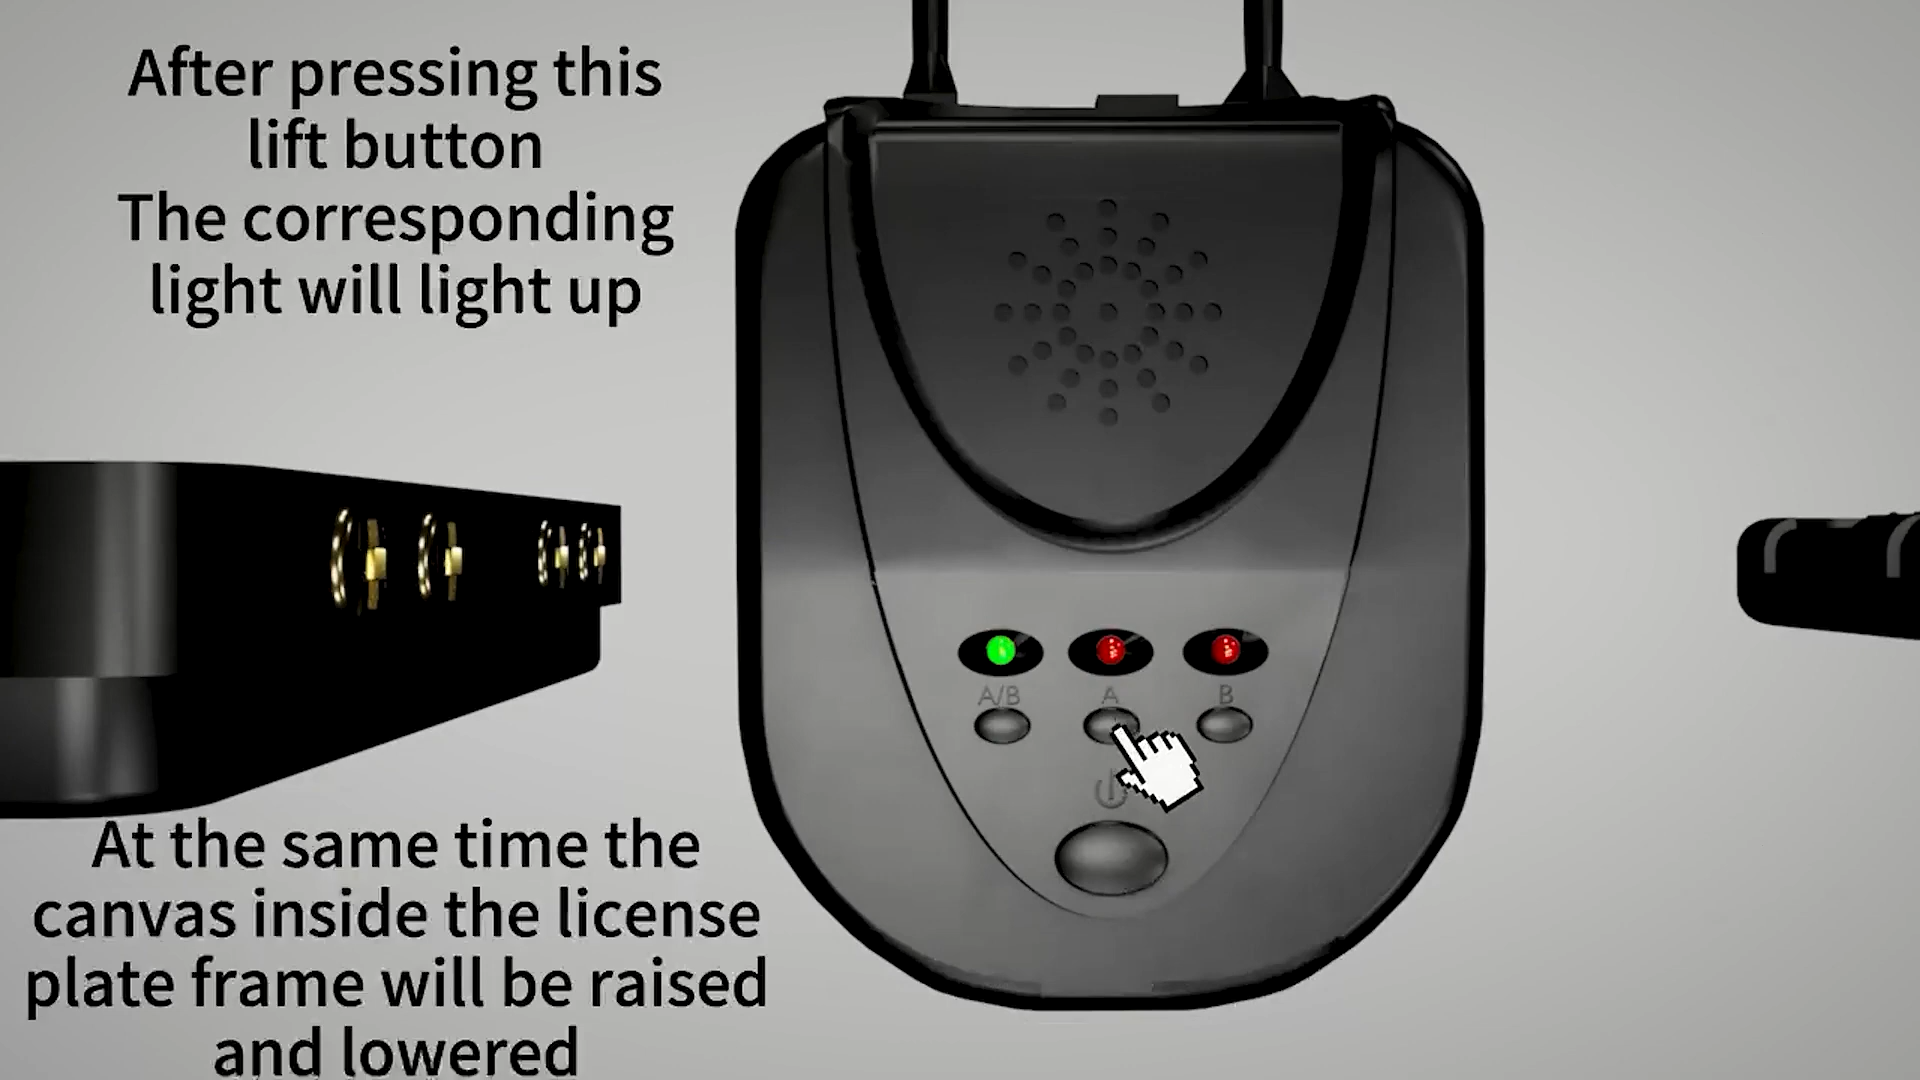 After pressing this
lift button
The corresponding
light will light up
A/B
A
B
At the same time the
canvas inside the license
plate frame will be raised
and lowered